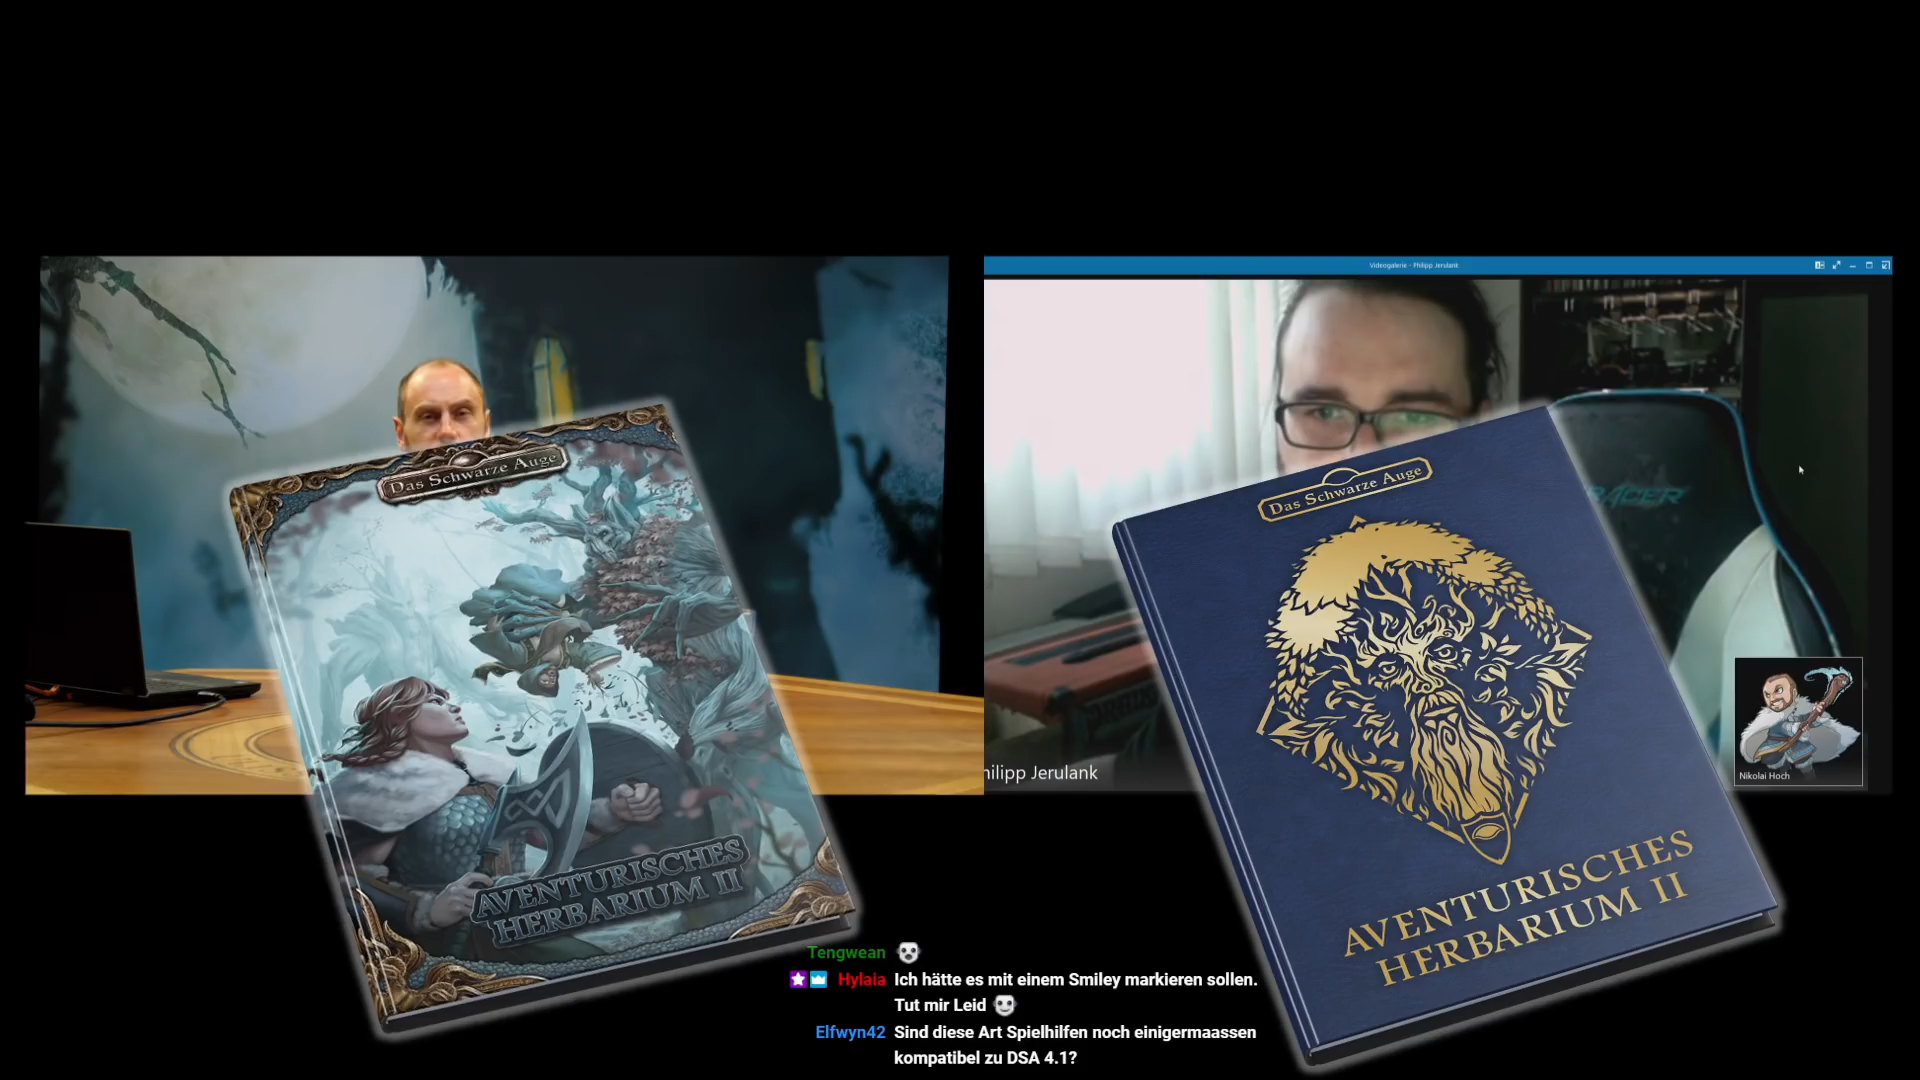 Videogalerie - Philipp Jerulank
Das Schwarze Auge
AVENTURISCHES
HERBARIUM II
RACER
hilipp Jerulank
Nikolai Hoch
Das Schwarze Auge
AVENTURISCHES
HERBARIUM II
Tengwean
Hylaia Ich hätte es mit einem Smiley markieren sollen.
Tut mir Leid
Elfwyn42 Sind diese Art Spielhilfen noch einigermaassen
kompatibel zu DSA 4.1?